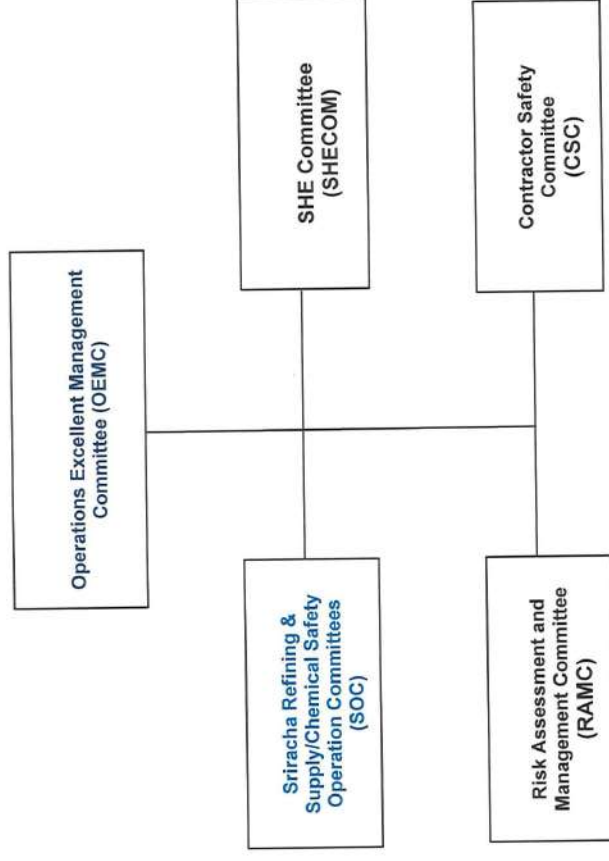 Operations Excellent Management
Committee (OEMC)
Sriracha Refining &
Supply/Chemical Safety
Operation Committees
(SOC)
SHE Committee
(SHECOM)
Risk Assessment and
Management Committee
(RAMC)
Contractor Safety
Committee
(CSC)